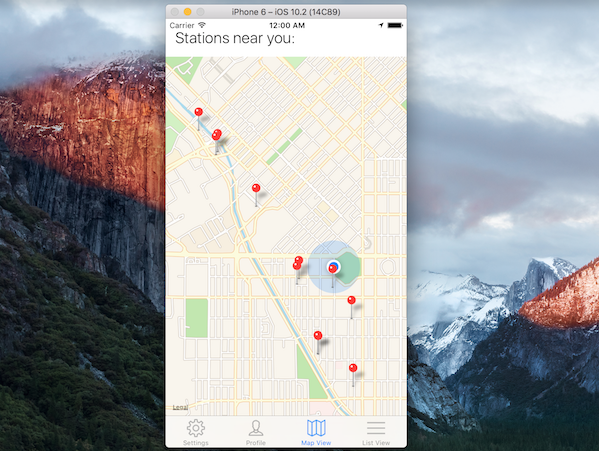 iPhone 6 – iOS 10.2 (14C89)
Carrier 12:00 AM
Stations near you:
Legal
Settings Profile Map View List View